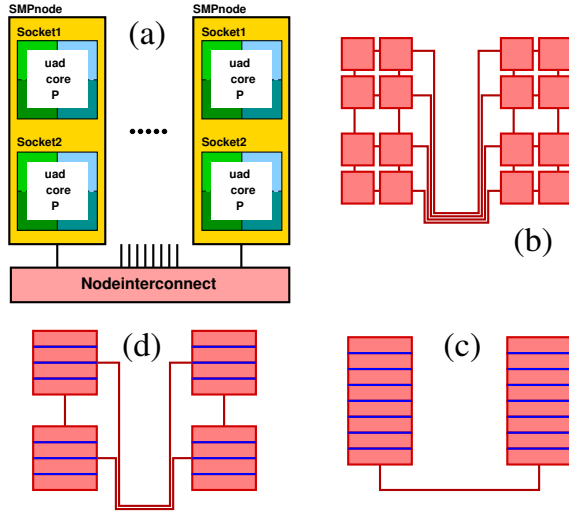 SMPnode SMPnode
Socket1 (a) Socket1
uad uad
core core
P P
Socket2 Socket2
uad uad
core core
P P
(b)
Nodeinterconnect
(d) (c)